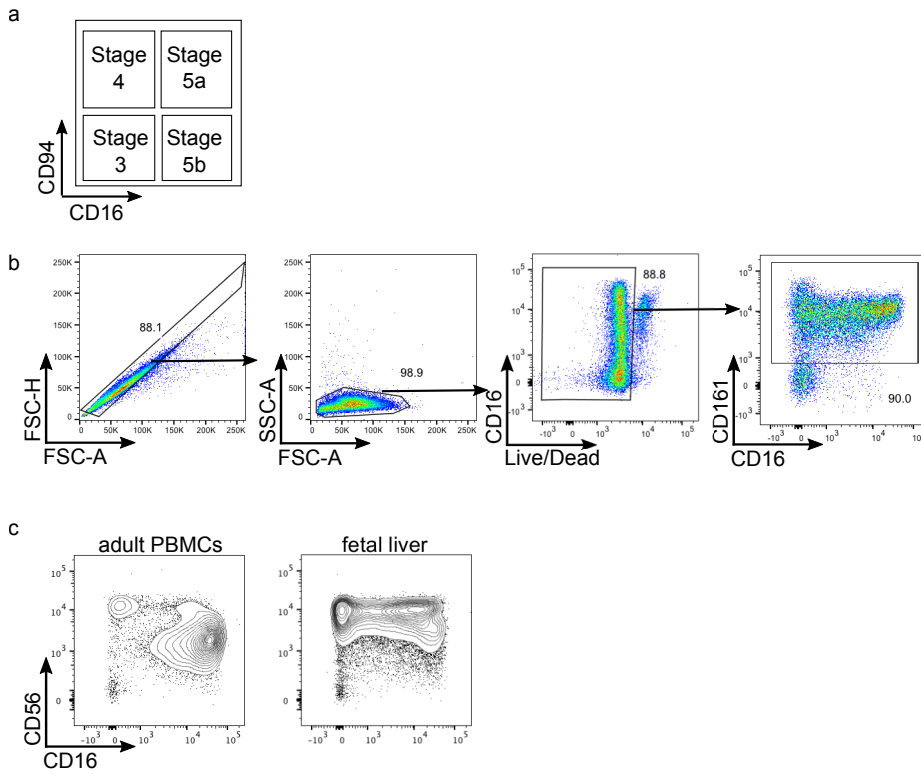 a
Stage
4
Stage
5a
Stage
3
Stage
5b
CD94
CD16
b
250K
200K
150K
100K
50K
0
88.1
0 50K 100K 150K 200K 250K
FSC-H
FSC-A
250K
200K
150K
100K
50K
0
98.9
0 50K 100K 150K 200K 250K
SSC-A
FSC-A
10^5
10^4
10^3
0
-10^3
88.8
-10^3 0 10^3 10^4 10^5
CD16
Live/Dead
10^5
10^4
10^3
0
-10^3
90.0
0 10^3 10^4
CD161
CD16
c
adult PBMCs
10^5
10^4
10^3
0
-10^3 0 10^3 10^4 10^5
CD56
CD16
fetal liver
10^5
10^4
10^3
0
-10^3 0 10^3 10^4 10^5